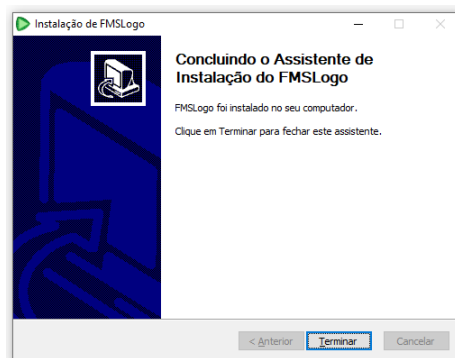 Instalação de FMSLogo
Concluindo o Assistente de
Instalação do FMSLogo
FMSLogo foi instalado no seu computador.
Clique em Terminar para fechar este assistente.
< Anterior
Terminar
Cancelar